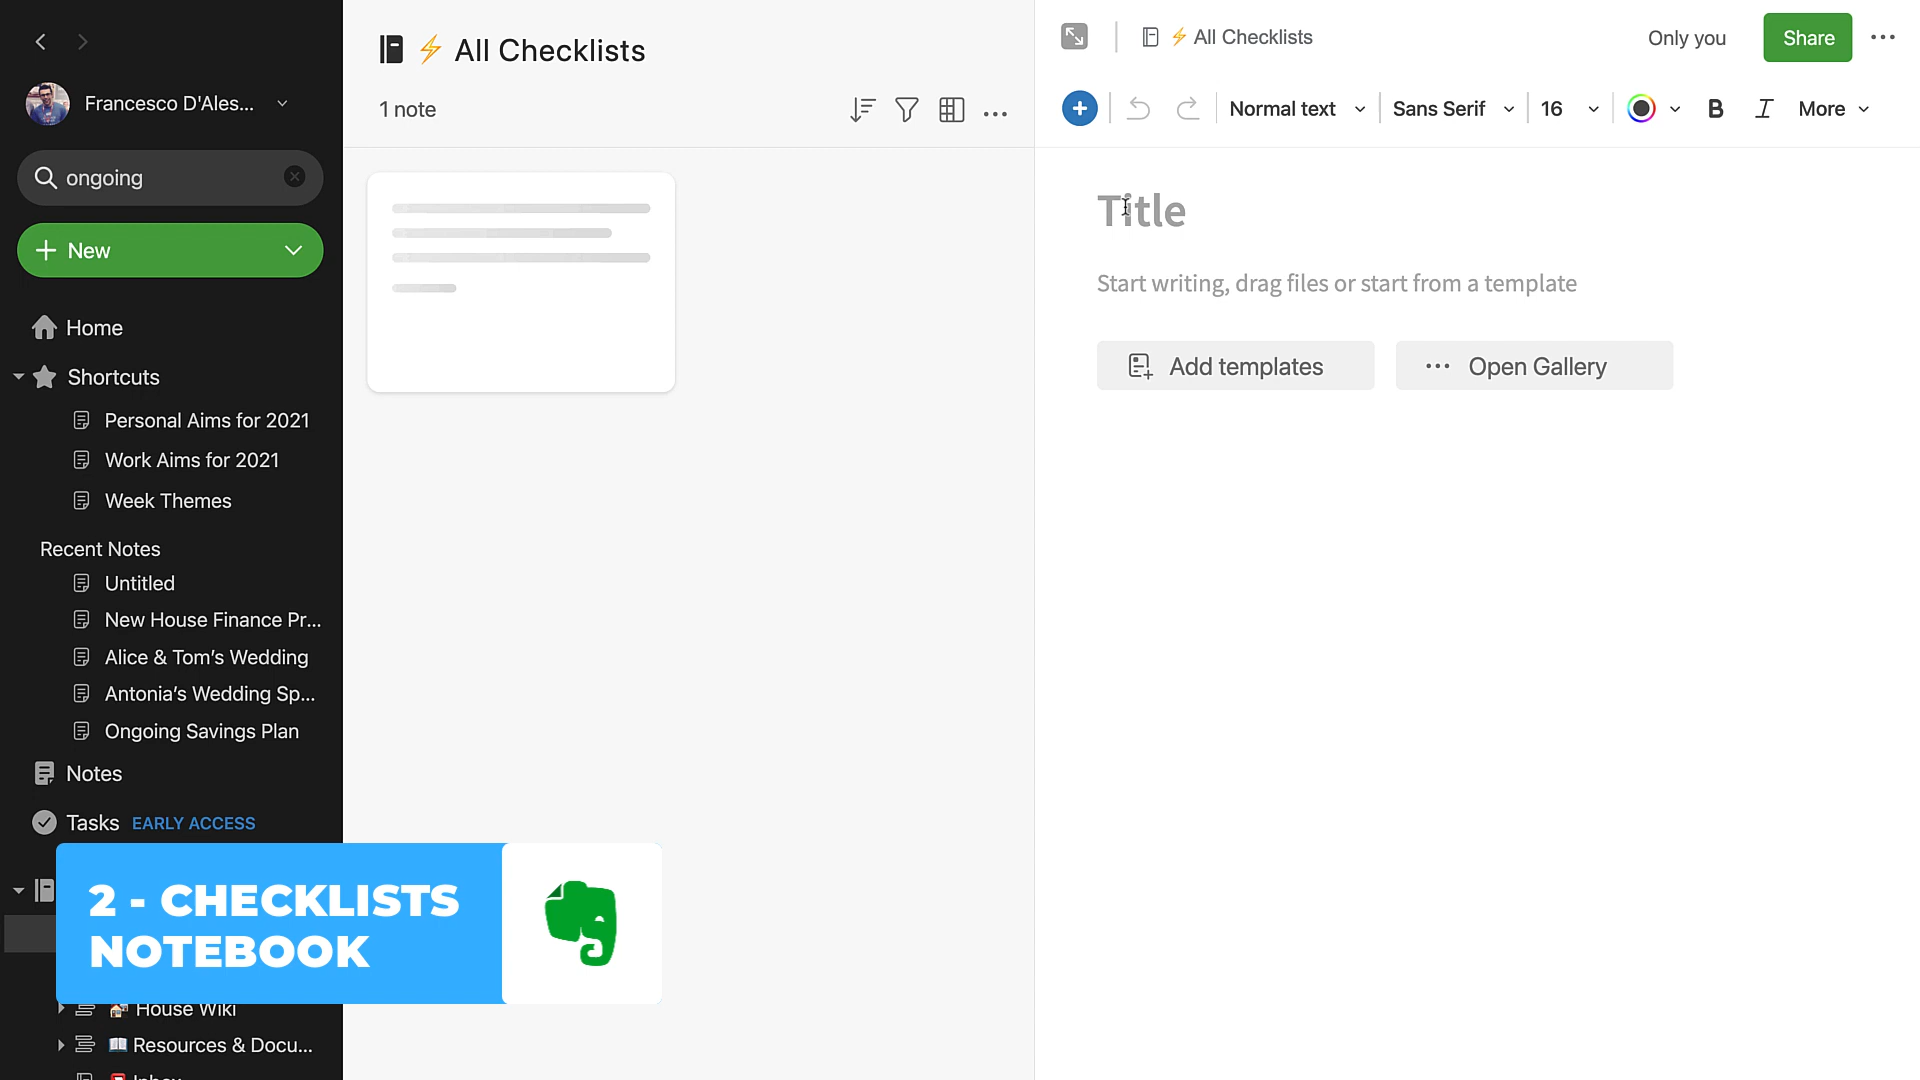 Francesco D'Ales...
ongoing
New
Home
Shortcuts
Personal Aims for 2021
Work Aims for 2021
Week Themes
Recent Notes
Untitled
New House Finance Pr...
Alice & Tom's Wedding
Antonia's Wedding Sp...
Ongoing Savings Plan
Notes
Tasks EARLY ACCESS
2 - CHECKLISTS
NOTEBOOK
House Wiki
Resources & Docu...
All Checklists
1 note
All Checklists
Only you
Share
Normal text
Sans Serif
16
B
I
More
Title
Start writing, drag files or start from a template
Add templates
Open Gallery